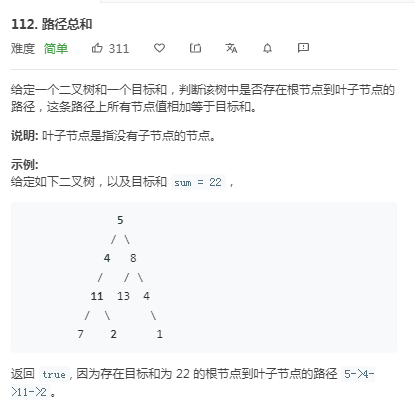 112. 路径总和
难度 简单 311
给定一个二叉树和一个目标和，判断该树中是否存在根节点到叶子节点的
路径，这条路径上所有节点值相加等于目标和。
说明: 叶子节点是指没有子节点的节点。
示例:
给定如下二叉树，以及目标和 sum = 22 ，
5
/ \
4 8
/ / \
11 13 4
/ \ \
7 2 1
返回 true , 因为存在目标和为 22 的根节点到叶子节点的路径 5->4-
>11->2 。